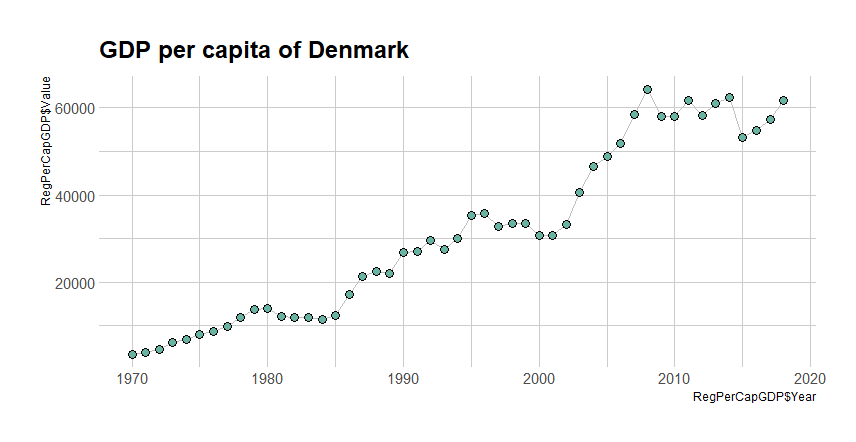 GDP per capita of Denmark
RegPerCapGDP$Value
60000
40000
20000
1970 1980 1990 2000 2010 2020
RegPerCapGDP$Year